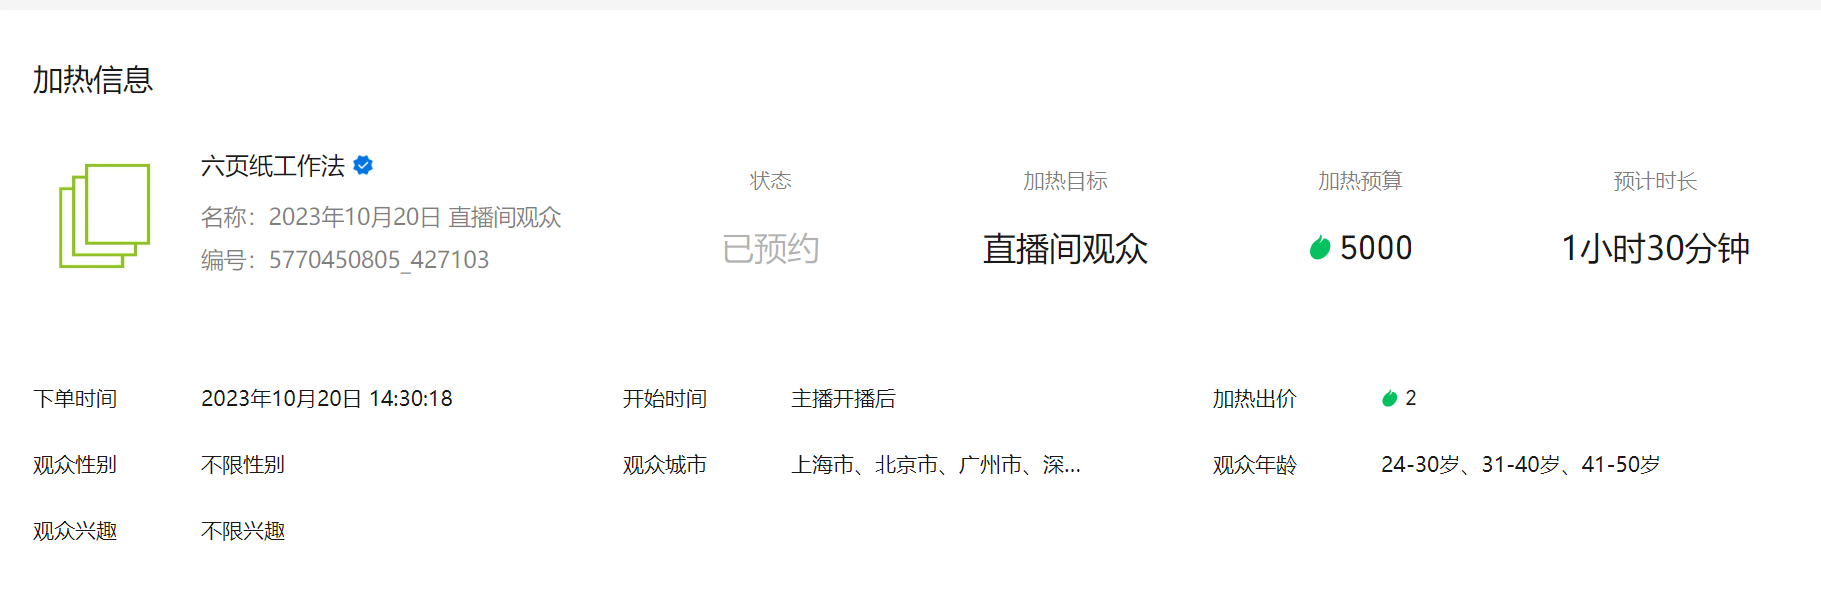 加热信息
六页纸工作法
名称：2023年10月20日 直播间观众
编号：5770450805_427103
状态
已预约
加热目标
直播间观众
加热预算
5000
预计时长
1小时30分钟
下单时间 2023年10月20日 14:30:18
开始时间 主播开播后
加热出价 2
观众性别 不限性别
观众城市 上海市、北京市、广州市、深...
观众年龄 24-30岁、31-40岁、41-50岁
观众兴趣 不限兴趣